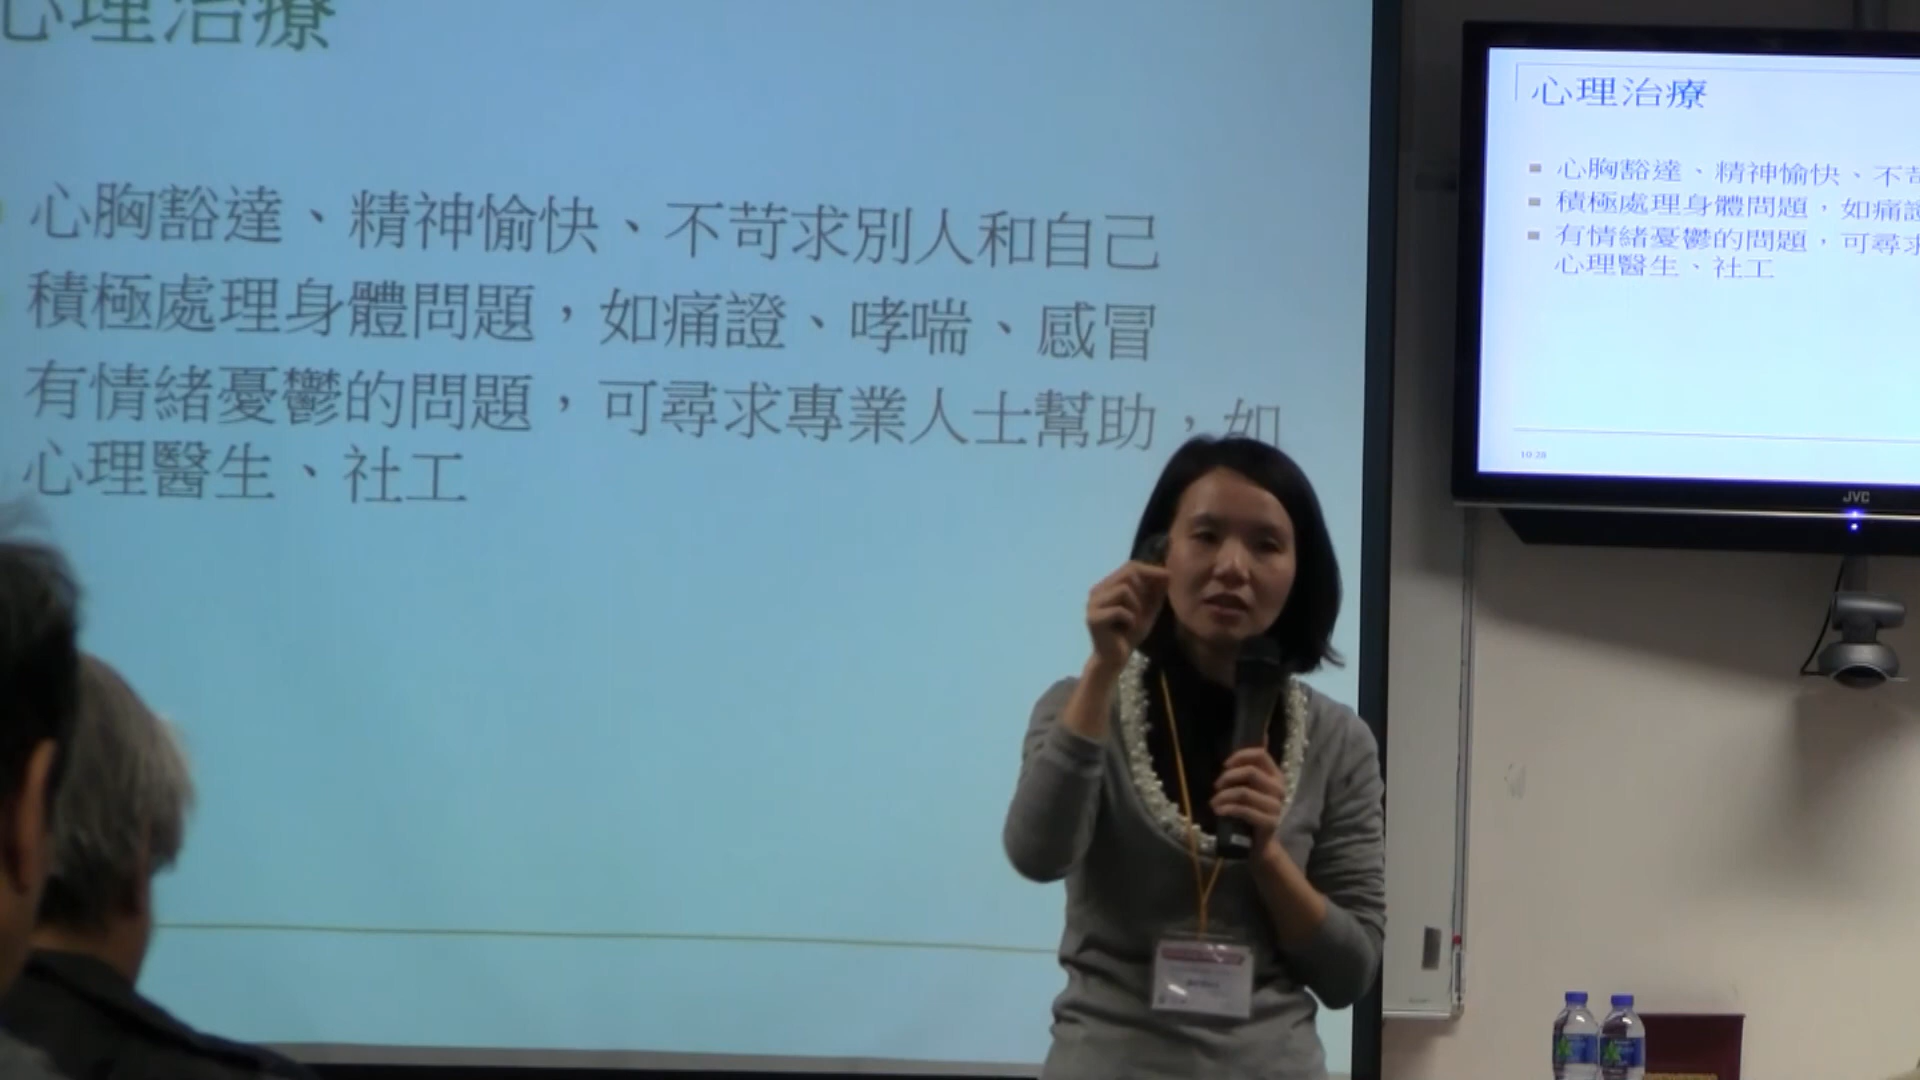 心理治療
心胸豁達、精神愉快、不苛求別人和自己
積極處理身體問題，如痛證、哮喘、感冒
有情緒憂鬱的問題，可尋求專業人士幫助，如
心理醫生、社工
心理治療
心胸豁達、精神愉快、不苛
積極處理身體問題，如痛證
有情緒憂鬱的問題，可尋求
心理醫生、社工
10:28
JVC